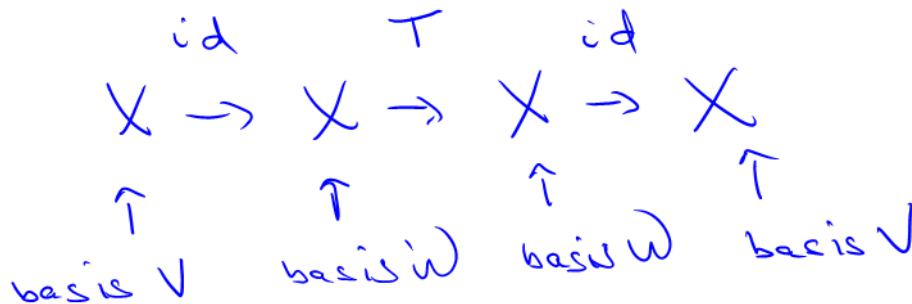 id T id
X → X → X → X
↑ ↑ ↑ ↑
basis V basis W basis W basis V